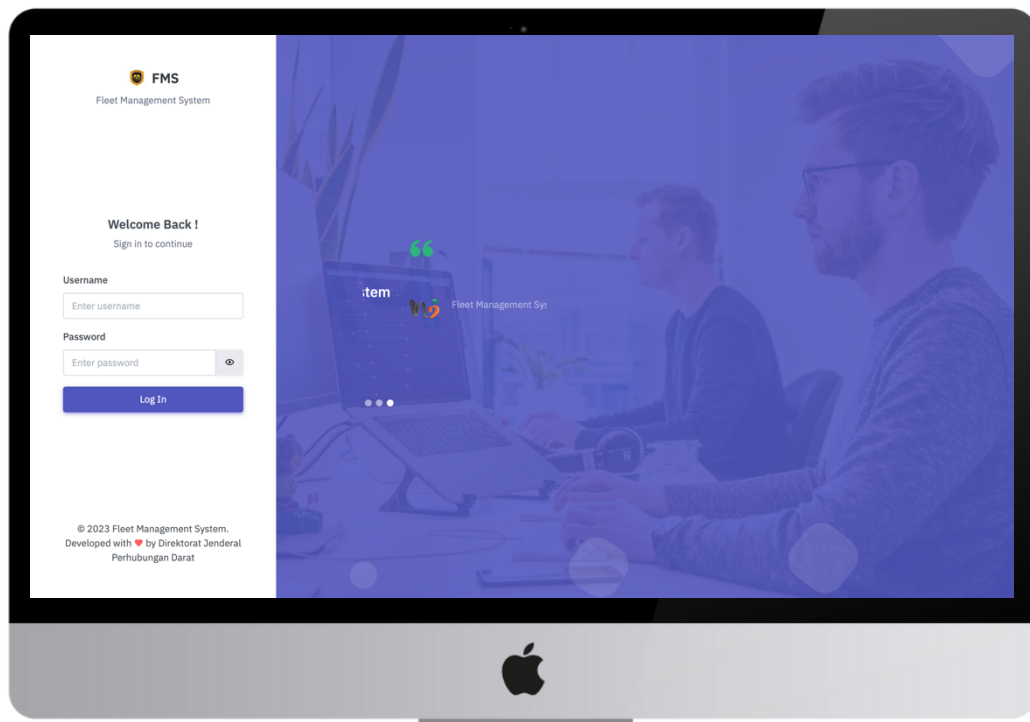 FMS
Fleet Management System
Welcome Back !
Sign in to continue
Username
Enter username
Password
Enter password
Log In
© 2023 Fleet Management System.
Developed with ❤ by Direktorat Jenderal
Perhubungan Darat
“
stem
Fleet Management Sys